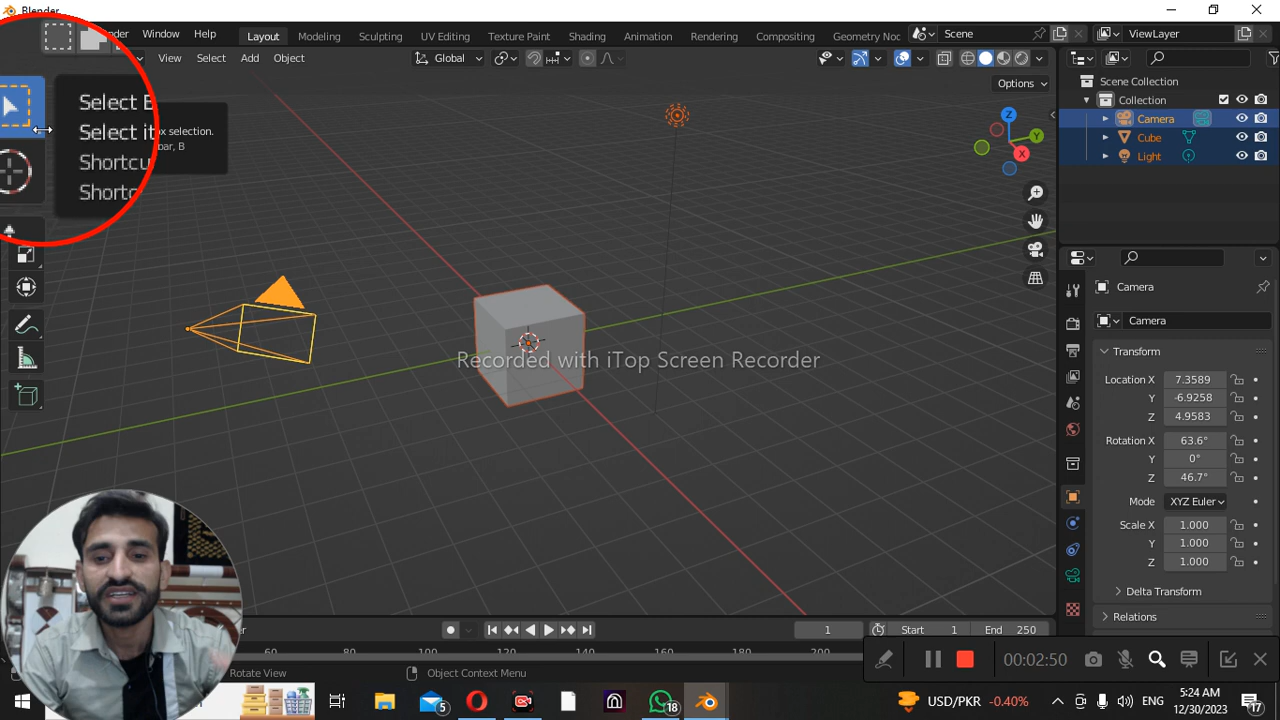 Blender
Window Help Layout Modeling Sculpting UV Editing Texture Paint Shading Animation Rendering Compositing Geometry Noc Scene ViewLayer
View Select Add Object Global
Options
Select B
Select it
ox selection.
Shortcu
bar, B
Shortc
Scene Collection
Collection
Camera
Cube
Light
Z
Y
X
Camera
Camera
Transform
Location X 7.3589
Y -6.9258
Z 4.9583
Rotation X 63.6°
Y 0°
Z 46.7°
Mode XYZ Euler
Scale X 1.000
Y 1.000
Z 1.000
Delta Transform
Relations
Recorded with iTop Screen Recorder
1 Start 1 End 250
60 80 100 120 140 160 180 200
Rotate View Object Context Menu
00:02:50
5 18 USD/PKR -0.40% 5:24 AM
12/30/2023 17